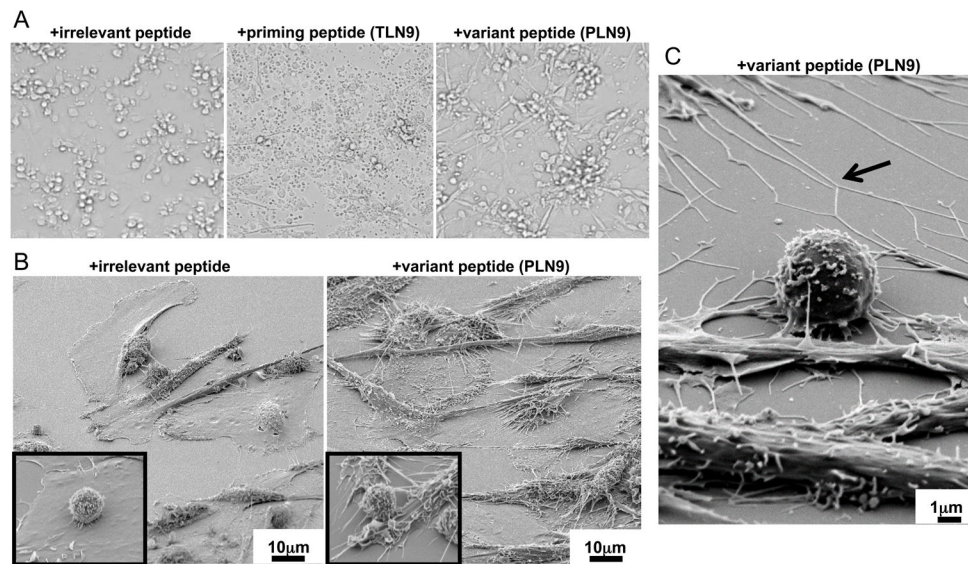 A
+irrelevant peptide
+priming peptide (TLN9)
+variant peptide (PLN9)
B
+irrelevant peptide
+variant peptide (PLN9)
10μm
10μm
C
+variant peptide (PLN9)
1μm